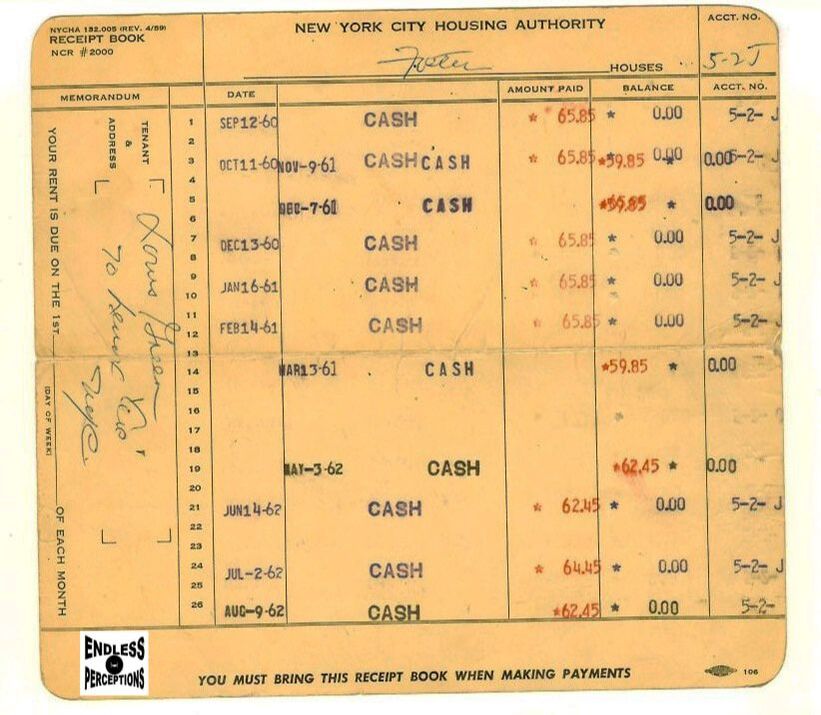 NYCHA 132.005 (REV. 4/59)
RECEIPT BOOK
NCR #2000
NEW YORK CITY HOUSING AUTHORITY
Foster HOUSES
ACCT. NO.
5-2J
MEMORANDUM
DATE
AMOUNT PAID
BALANCE
ACCT. NO.
YOUR RENT IS DUE ON THE 1ST
(DAY OF WEEK)
OF EACH MONTH
TENANT
&
ADDRESS
Louis Green
70 Lenox
NYC
1 SEP12-60 CASH * 65.85 * 0.00 5-2- J
2
3 OCT11-60 NOV-9-61 CASH CASH * 65.85 *59.85 0.00 * 0.00 5-2- J
4
5 DEC-7-61 CASH * 0.00
6
7 DEC13-60 CASH * 65.85 * 0.00 5-2- J
8
9 JAN16-61 CASH * 65.85 * 0.00 5-2- J
10
11 FEB14-61 CASH * 65.85 * 0.00 5-2- J
12
13
14 MAR13-61 CASH *59.85 * 0.00
15
16
17
18
19 MAY-3-62 CASH *62.45 * 0.00
20
21 JUN14-62 CASH * 62.45 * 0.00 5-2- J
22
23
24 JUL-2-62 CASH * 64.45 * 0.00 5-2- J
25
26 AUG-9-62 CASH *62.45 * 0.00 5-2-
YOU MUST BRING THIS RECEIPT BOOK WHEN MAKING PAYMENTS
106
ENDLESS
PERCEPTIONS